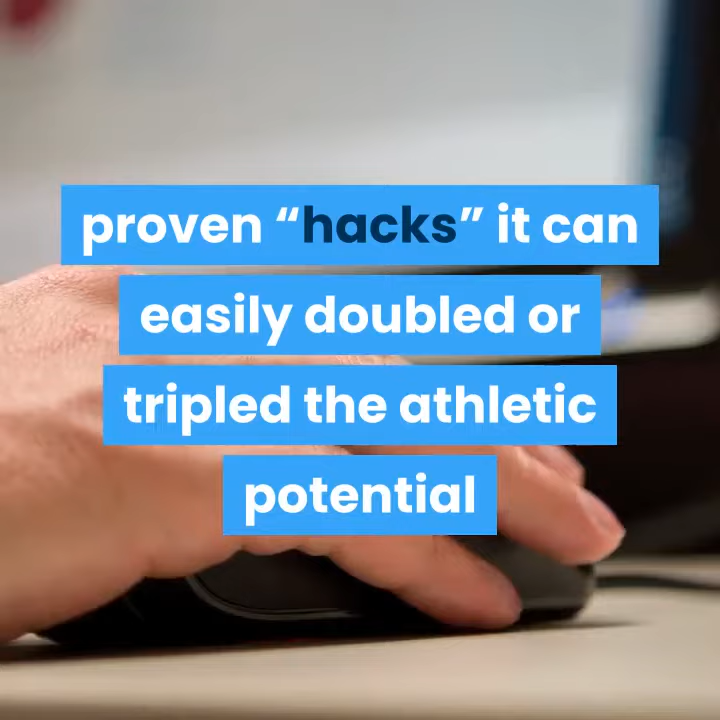 proven “hacks” it can
easily doubled or
tripled the athletic
potential